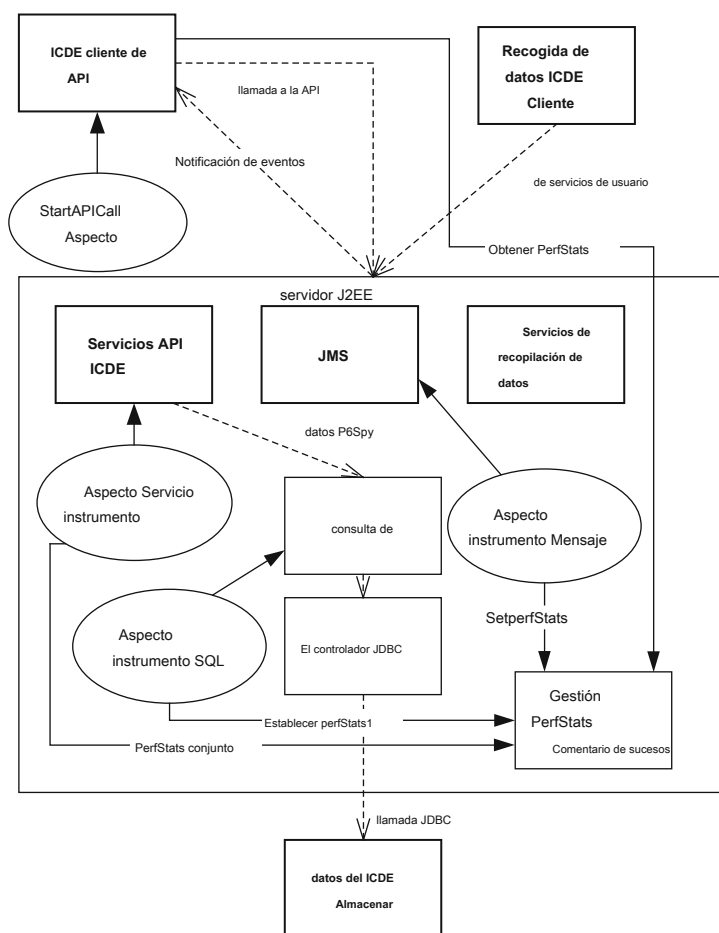 ICDE cliente de
API
Recogida de
datos ICDE
Cliente
llamada a la API
Notificación de eventos
de servicios de usuario
StartAPICall
Aspecto
Obtener PerfStats
servidor J2EE
Servicios API
ICDE
JMS
Servicios de
recopilación de
datos
datos P6Spy
Aspecto Servicio
instrumento
consulta de
Aspecto
instrumento Mensaje
Aspecto
instrumento SQL
El controlador JDBC
SetperfStats
Gestión
PerfStats
Comentario de sucesos
Establecer perfStats1
PerfStats conjunto
llamada JDBC
datos del ICDE
Almacenar